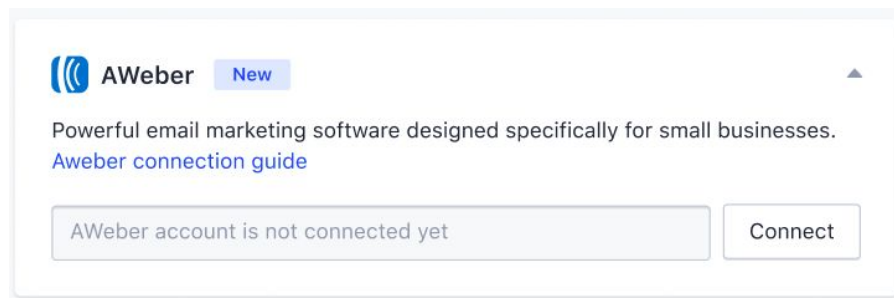 AWeber New
Powerful email marketing software designed specifically for small businesses.
Aweber connection guide
AWeber account is not connected yet Connect